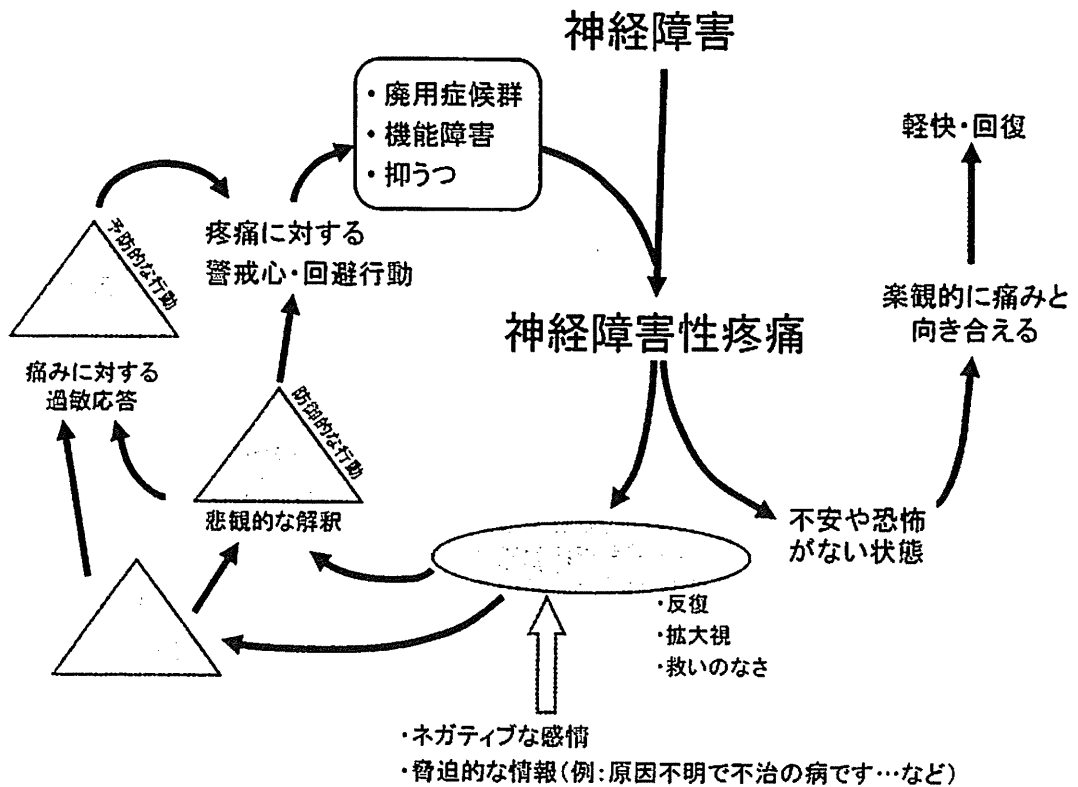 神経障害
・廃用症候群
・機能障害
・抑うつ
軽快・回復
予防的な行動
疼痛に対する
警戒心・回避行動
楽観的に痛みと
向き合える
神経障害性疼痛
痛みに対する
過敏応答
防御的な行動
悲観的な解釈
不安や恐怖
がない状態
・反復
・拡大視
・救いのなさ
・ネガティブな感情
・脅迫的な情報（例：原因不明で不治の病です…など）